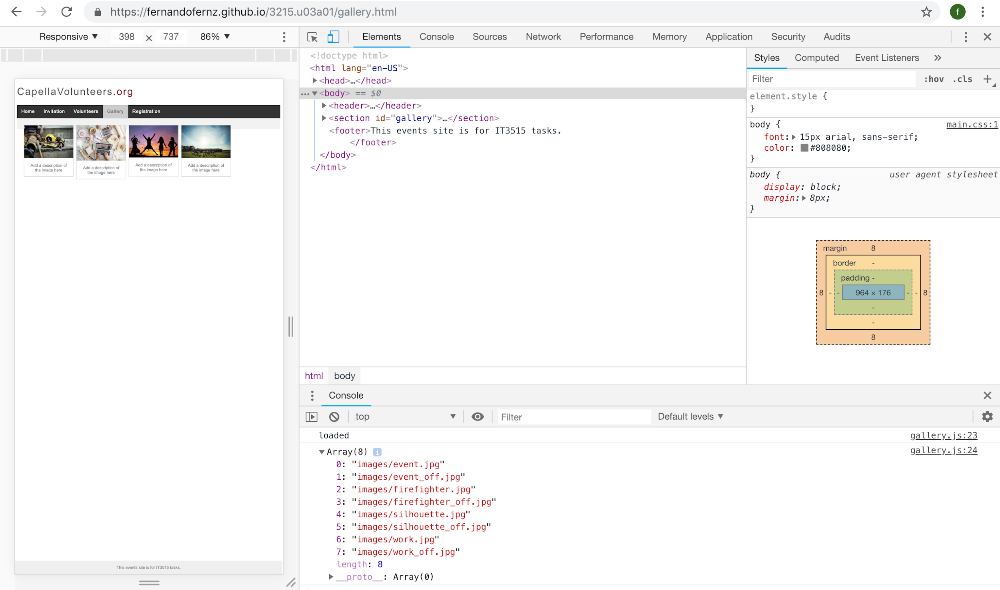 https://fernandofernz.github.io/3215.u03a01/gallery.html
f
Responsive ▼ 398 × 737 86% ▼
Elements Console Sources Network Performance Memory Application Security Audits
CapellaVolunteers.org
Home Invitation Volunteers Gallery Registration
Add a description of
the image here
Add a description of
the image here
Add a description of
the image here
Add a description of
the image here
This events site is for IT3515 tasks.
<!doctype html>
<html lang="en-US">
▶<head>…</head>
…▼<body> == $0
▶<header>…</header>
▶<section id="gallery">…</section>
<footer>This events site is for IT3515 tasks.
</footer>
</body>
</html>
html body
Styles Computed Event Listeners »
Filter :hov .cls +
element.style {
}
body { main.css:1
font:▶ 15px arial, sans-serif;
color: #808080;
}
body { user agent stylesheet
display: block;
margin:▶ 8px;
}
margin 8
border -
padding -
8 - - 964 × 176 - - 8
-
-
8
Console
top ▼ Filter Default levels ▼
loaded gallery.js:23
▼Array(8) i gallery.js:24
0: "images/event.jpg"
1: "images/event_off.jpg"
2: "images/firefighter.jpg"
3: "images/firefighter_off.jpg"
4: "images/silhouette.jpg"
5: "images/silhouette_off.jpg"
6: "images/work.jpg"
7: "images/work_off.jpg"
length: 8
▶__proto__: Array(0)